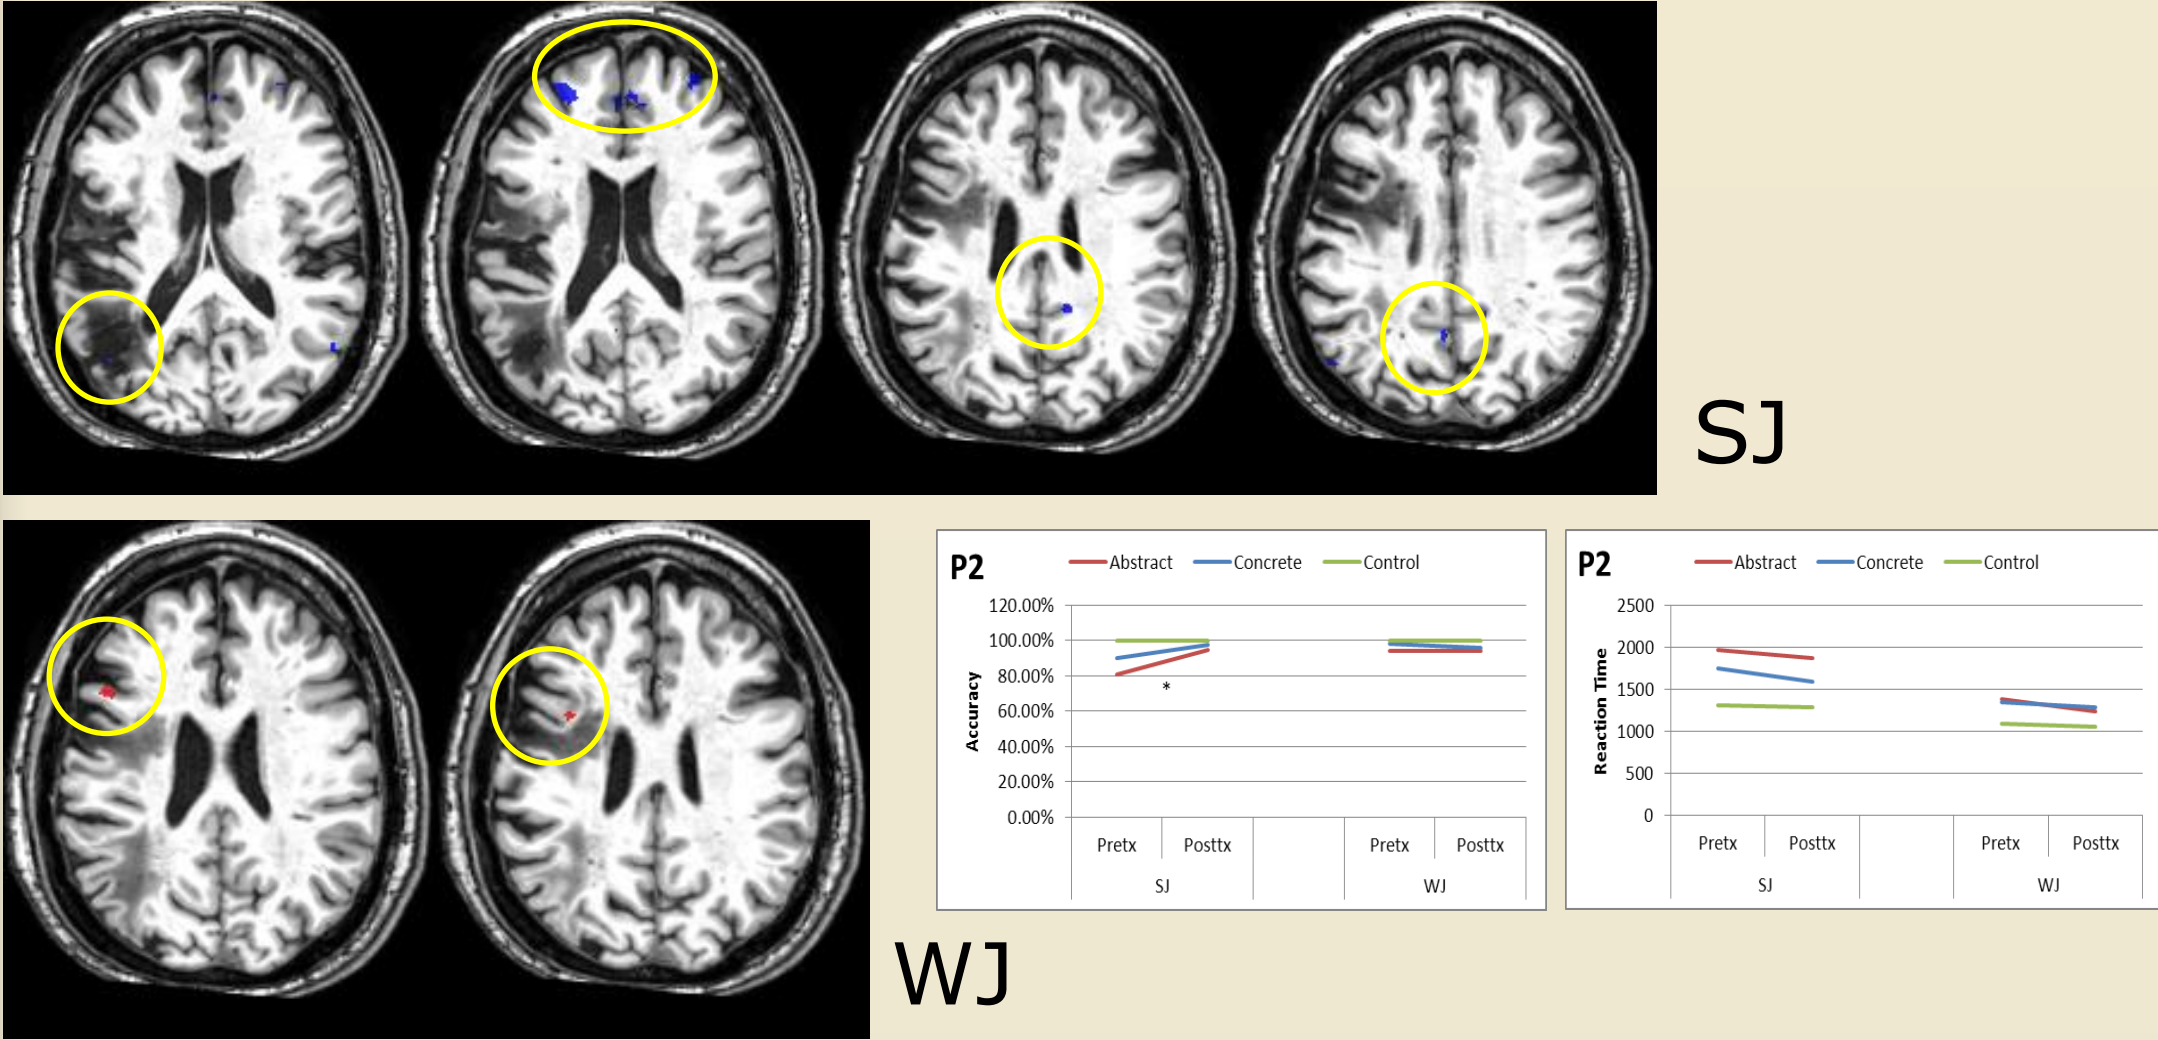 SJ
WJ
P2
Abstract Concrete Control
120.00%
100.00%
80.00%
60.00%
40.00%
20.00%
0.00%
Accuracy
*
Pretx Posttx Pretx Posttx
SJ WJ
P2
Abstract Concrete Control
2500
2000
1500
1000
500
0
Reaction Time
Pretx Posttx Pretx Posttx
SJ WJ